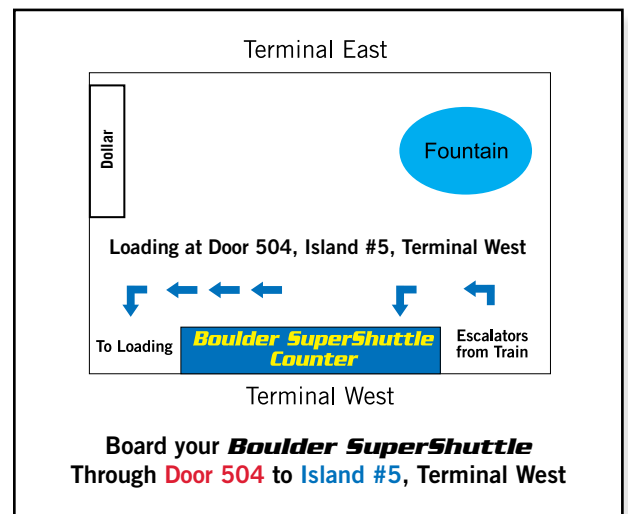 Terminal East
Dollar
Fountain
Loading at Door 504, Island #5, Terminal West
To Loading
Boulder SuperShuttle
Counter
Escalators
from Train
Terminal West
Board your Boulder SuperShuttle
Through Door 504 to Island #5, Terminal West